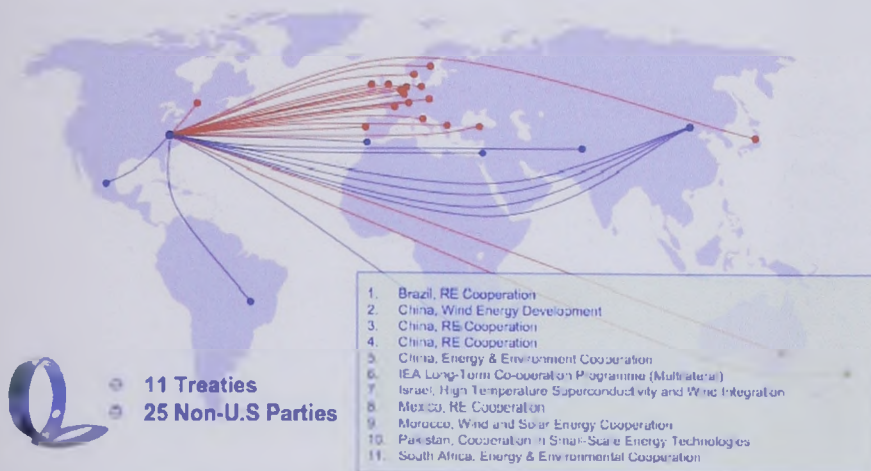 1. Brazil, RE Cooperation
2. China, Wind Energy Development
3. China, RE Cooperation
4. China, RE Cooperation
5. China, Energy & Environment Cooperation
6. IEA Long-Term Co-operation Programme (Multilateral)
7. Israel, High Temperature Superconductivity and Wind Integration
8. Mexico, RE Cooperation
9. Morocco, Wind and Solar Energy Cooperation
10. Pakistan, Cooperation in Small-Scale Energy Technologies
11. South Africa, Energy & Environmental Cooperation
11 Treaties
25 Non-U.S Parties